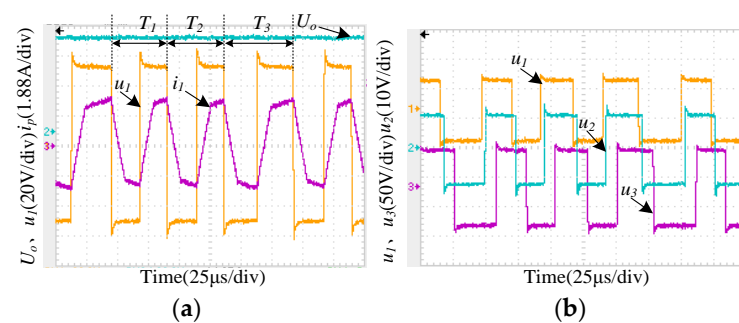 T₁ T₂ T₃ Uₒ
u₁ i₁
2
3
Uₒ、u₁(20V/div)iₚ(1.88A/div)
Time(25μs/div)
(a)
u₁
u₂
u₃
1
2
3
u₁、u₃(50V/div)u₂(10V/div)
Time(25μs/div)
(b)